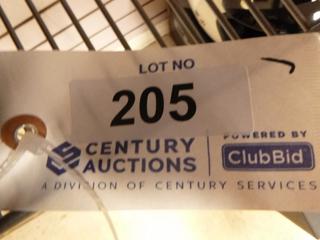 LOT NO
205
CENTURY
AUCTIONS
POWERED BY
ClubBid
A DIVISION OF CENTURY SERVICES